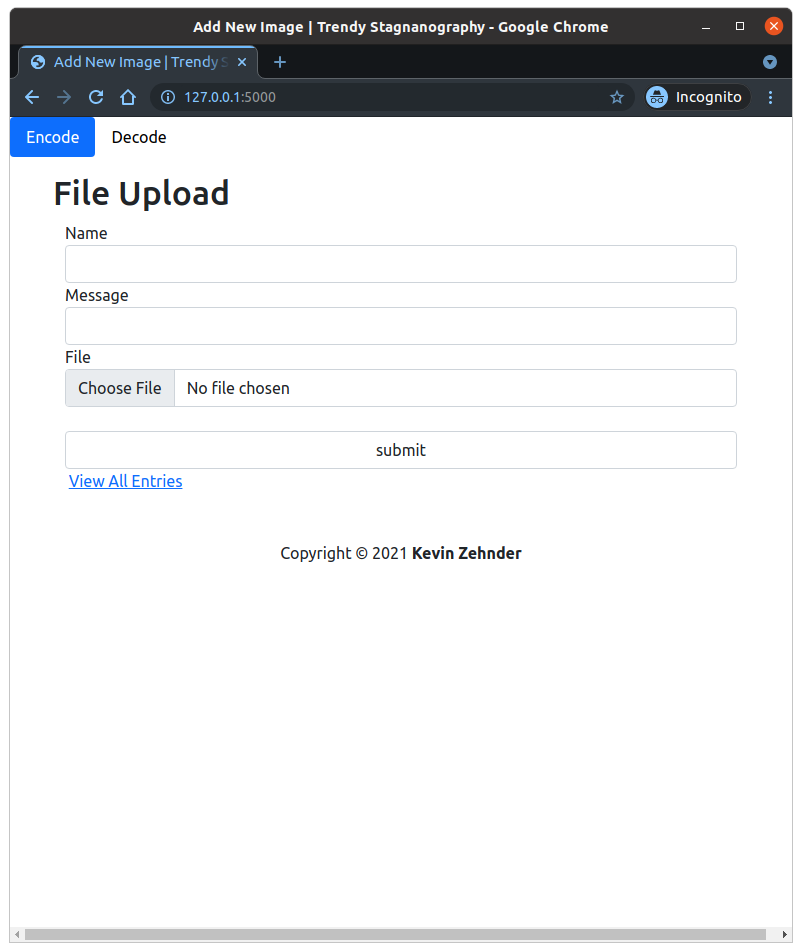 Add New Image | Trendy Stagnanography - Google Chrome
Add New Image | Trendy S
127.0.0.1:5000
Incognito
Encode Decode
File Upload
Name
Message
File
Choose File No file chosen
submit
View All Entries
Copyright © 2021 Kevin Zehnder